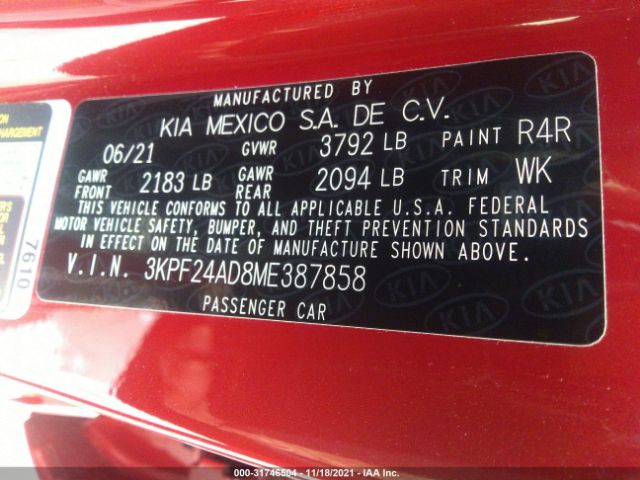 MANUFACTURED BY
KIA MEXICO S.A. DE C.V.
06/21 GVWR 3792 LB PAINT R4R
GAWR FRONT 2183 LB GAWR REAR 2094 LB TRIM WK
THIS VEHICLE CONFORMS TO ALL APPLICABLE U.S.A. FEDERAL
MOTOR VEHICLE SAFETY, BUMPER, AND THEFT PREVENTION STANDARDS
IN EFFECT ON THE DATE OF MANUFACTURE SHOWN ABOVE.
V.I.N. 3KPF24AD8ME387858
PASSENGER CAR
7610
3-31746504 - 11/18/2021 - IAA Inc.